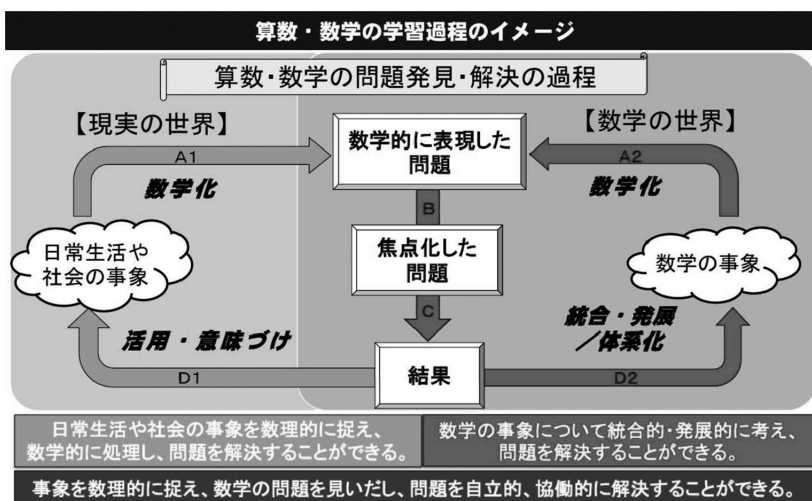 算数・数学の学習過程のイメージ
算数・数学の問題発見・解決の過程
【現実の世界】
【数学の世界】
A1
数学化
数学的に表現した
問題
A2
数学化
B
日常生活や
社会の事象
焦点化した
問題
数学の事象
C
活用・意味づけ
統合・発展
／体系化
D1
結果
D2
日常生活や社会の事象を数理的に捉え、
数学的に処理し、問題を解決することができる。
数学の事象について統合的・発展的に考え、
問題を解決することができる。
事象を数理的に捉え、数学の問題を見いだし、問題を自立的、協働的に解決することができる。